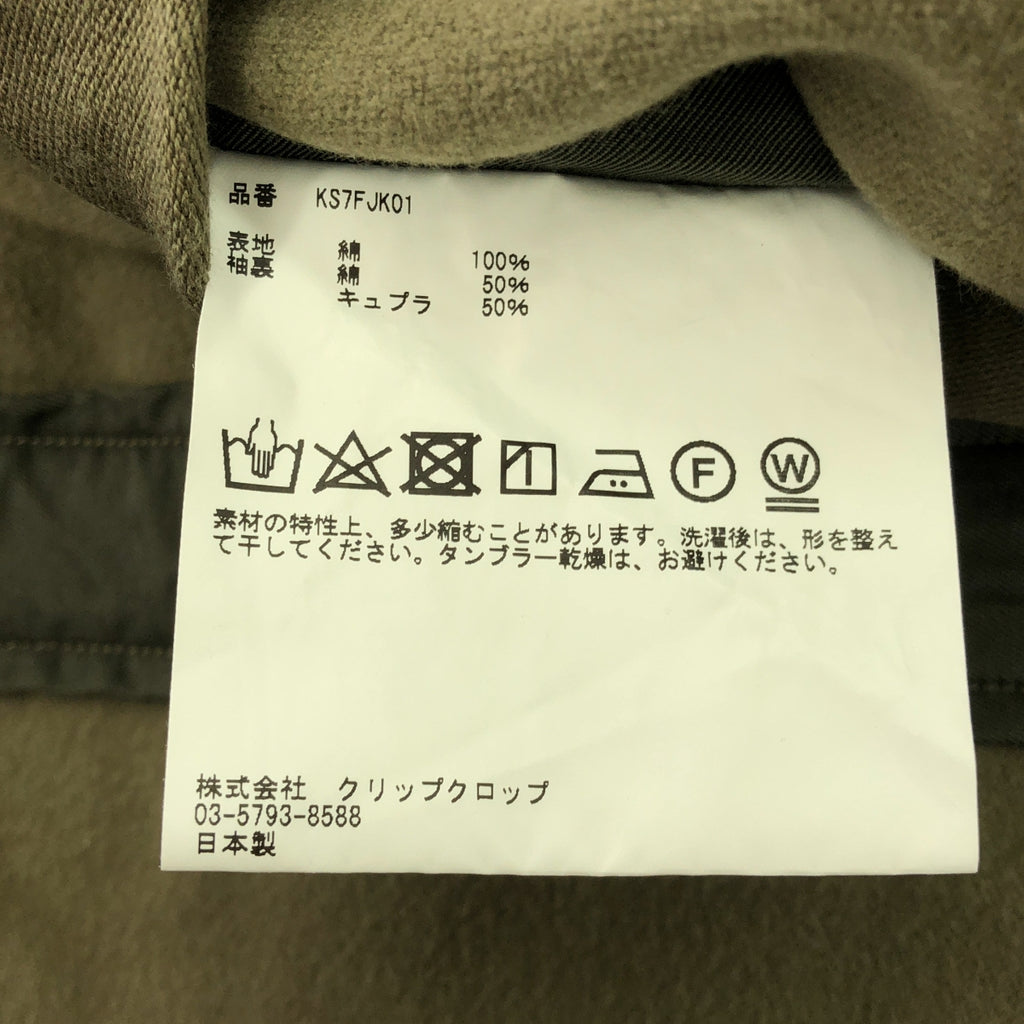 品番 KS7FJK01
表地 綿 100%
袖裏 綿 50%
キュプラ 50%
F W
素材の特性上、多少縮むことがあります。洗濯後は、形を整え
て干してください。タンブラー乾燥は、お避けください。
株式会社 クリップクロップ
03-5793-8588
日本製